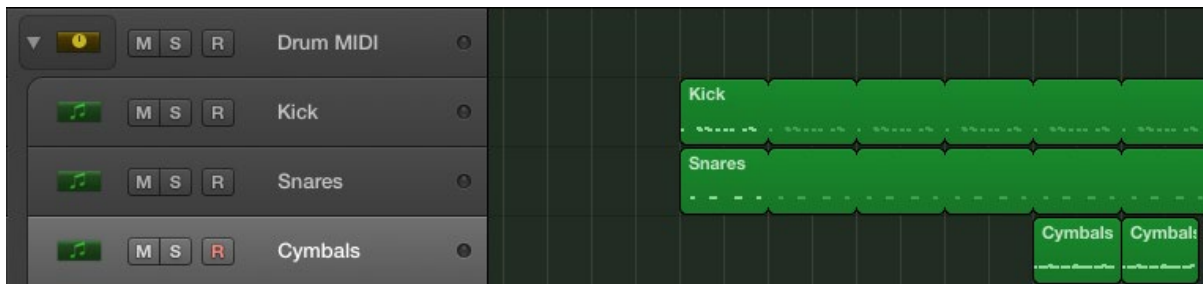 M S R Drum MIDI
Kick
M S R Kick
Snares
M S R Snares
Cymbals Cymbals
M S R Cymbals